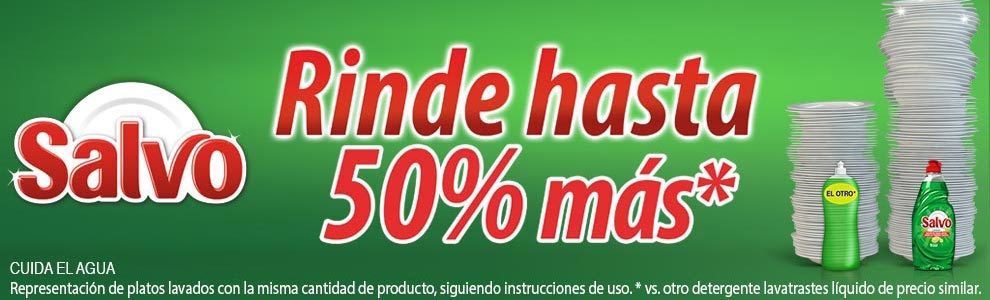 Salvo
Rinde hasta
50% más*
EL OTRO*
Salvo
CUIDA EL AGUA
Representación de platos lavados con la misma cantidad de producto, siguiendo instrucciones de uso. * vs. otro detergente lavatrastes líquido de precio similar.